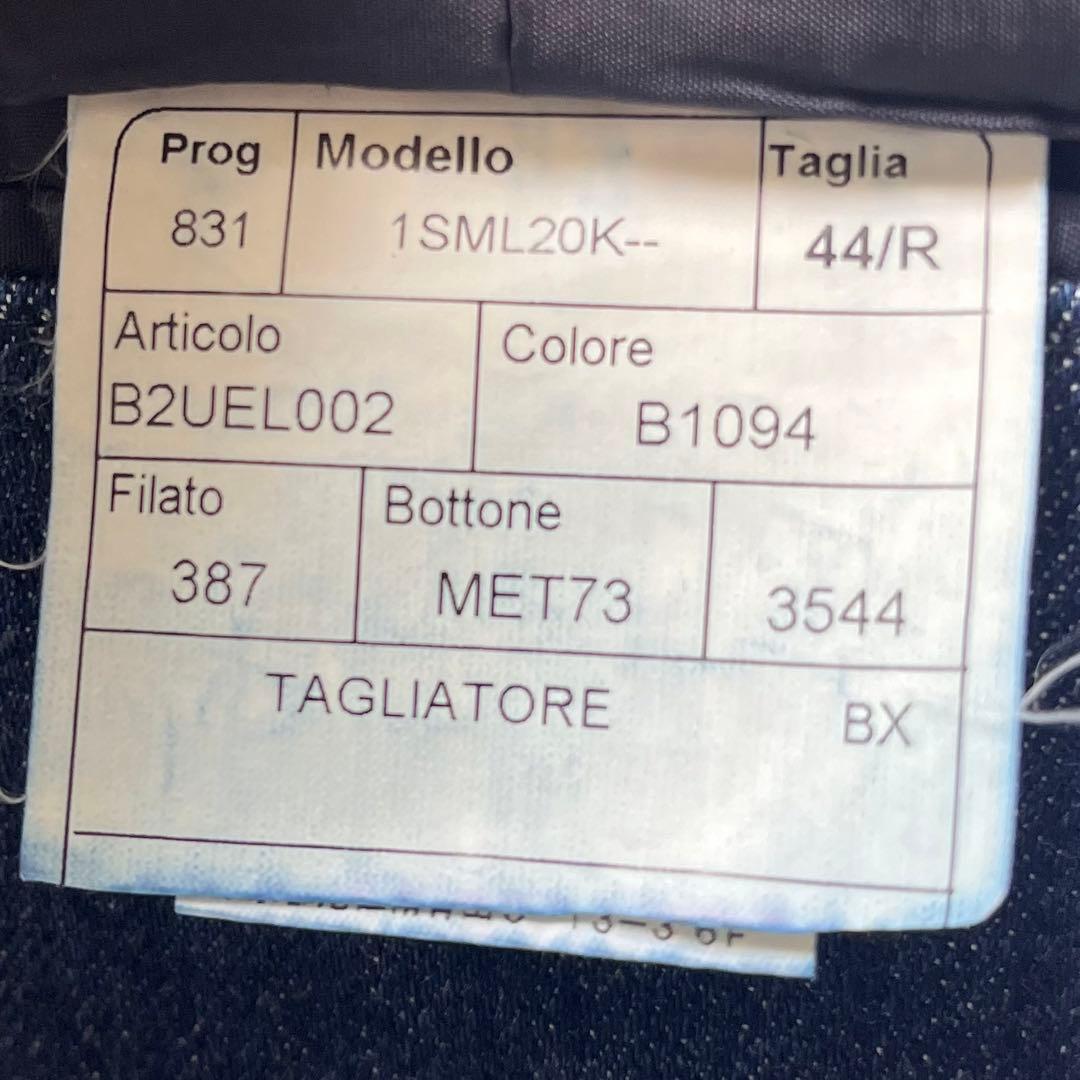 Prog Modello Taglia
831 1SML20K-- 44/R
Articolo Colore
B2UEL002 B1094
Filato Bottone
387 MET73 3544
TAGLIATORE BX